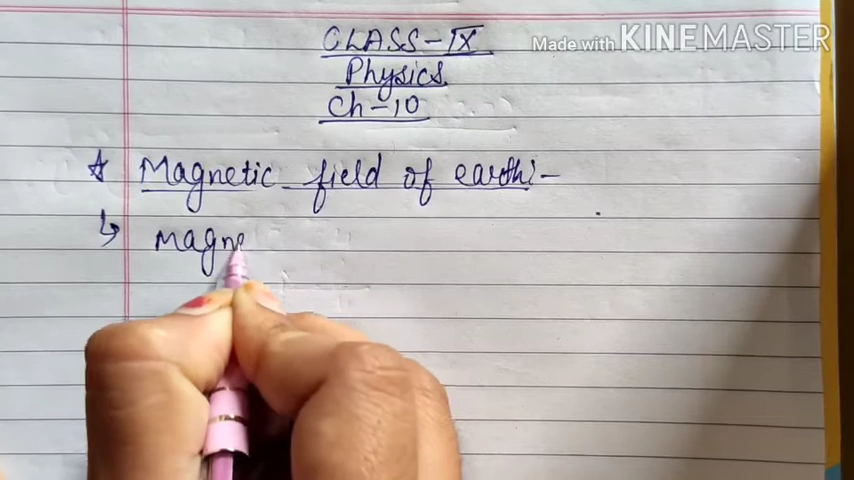 Made with KINEMASTER
CLASS-IX
Physics
Ch-10
☆ Magnetic field of earth:-
↳ Magne